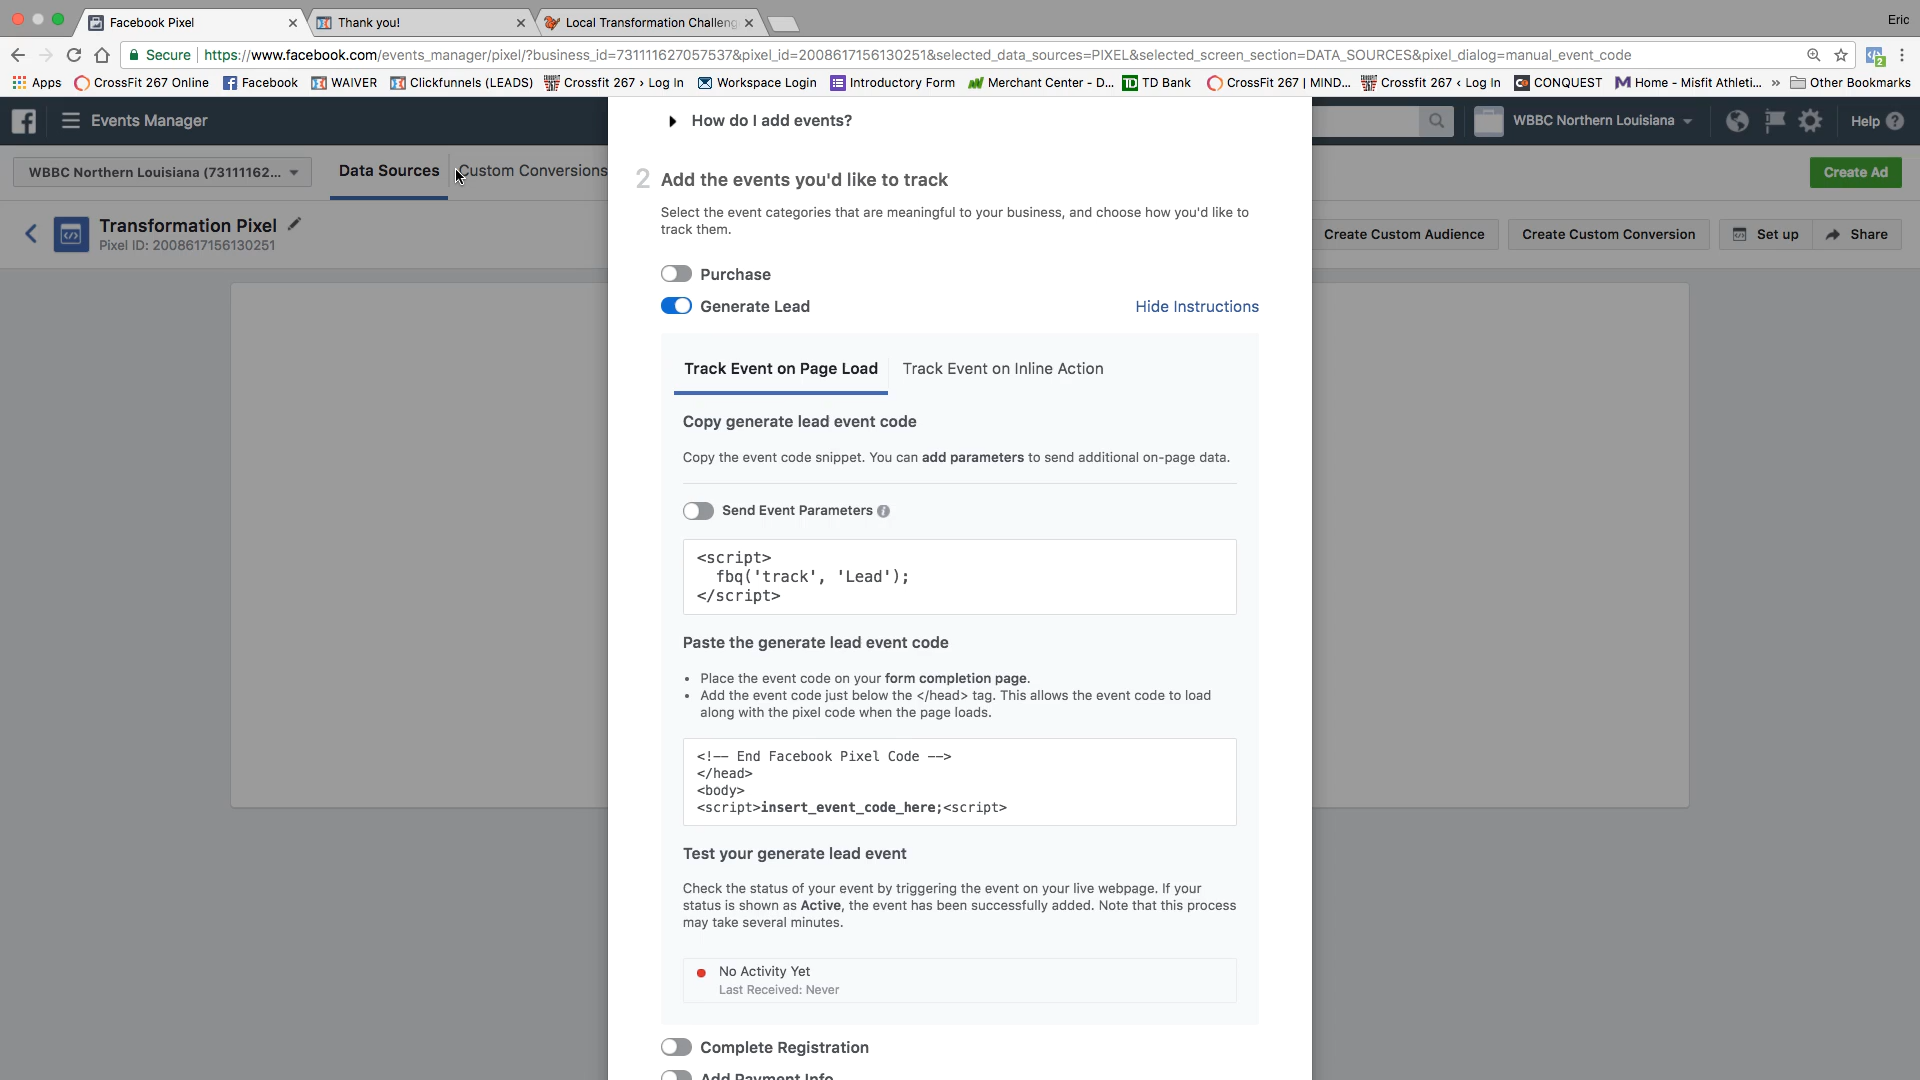 Facebook Pixel
Thank you!
Local Transformation Challeng
Eric
Secure
https://www.facebook.com/events_manager/pixel/?business_id=731111627057537&pixel_id=2008617156130251&selected_data_sources=PIXEL&selected_screen_section=DATA_SOURCES&pixel_dialog=manual_event_code
2
Apps
CrossFit 267 Online
Facebook
WAIVER
Clickfunnels (LEADS)
Crossfit 267 › Log In
Workspace Login
Introductory Form
Merchant Center - D...
TD Bank
CrossFit 267 | MIND...
Crossfit 267 ‹ Log In
CONQUEST
Home - Misfit Athleti...
»
Other Bookmarks
Events Manager
WBBC Northern Louisiana
Help
WBBC Northern Louisiana (73111162...
Data Sources
Custom Conversions
Create Ad
Transformation Pixel
Pixel ID: 2008617156130251
Create Custom Audience
Create Custom Conversion
Set up
Share
How do I add events?
2 Add the events you'd like to track
Select the event categories that are meaningful to your business, and choose how you'd like to
track them.
Purchase
Generate Lead
Hide Instructions
Track Event on Page Load
Track Event on Inline Action
Copy generate lead event code
Copy the event code snippet. You can add parameters to send additional on-page data.
Send Event Parameters
<script>
fbq('track', 'Lead');
</script>
Paste the generate lead event code
• Place the event code on your form completion page.
• Add the event code just below the </head> tag. This allows the event code to load
along with the pixel code when the page loads.
<!-- End Facebook Pixel Code -->
</head>
<body>
<script>insert_event_code_here;<script>
Test your generate lead event
Check the status of your event by triggering the event on your live webpage. If your
status is shown as Active, the event has been successfully added. Note that this process
may take several minutes.
No Activity Yet
Last Received: Never
Complete Registration
Add Payment Info